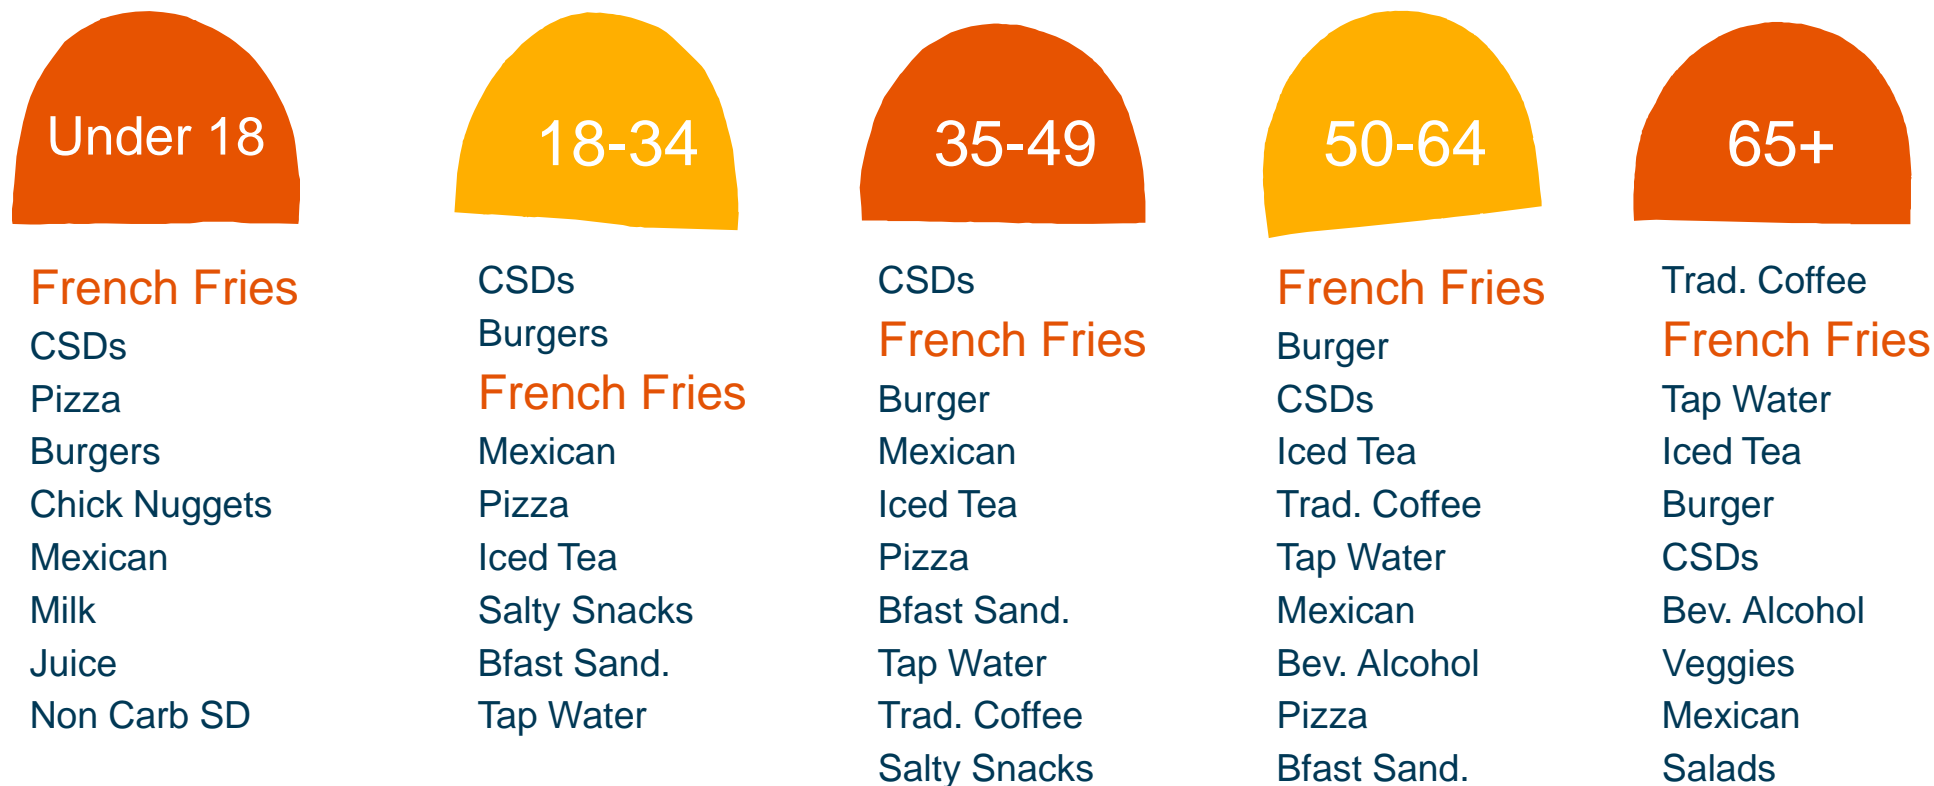 Under 18
French Fries
CSDs
Pizza
Burgers
Chick Nuggets
Mexican
Milk
Juice
Non Carb SD
18-34
CSDs
Burgers
French Fries
Mexican
Pizza
Iced Tea
Salty Snacks
Bfast Sand.
Tap Water
35-49
CSDs
French Fries
Burger
Mexican
Iced Tea
Pizza
Bfast Sand.
Tap Water
Trad. Coffee
Salty Snacks
50-64
French Fries
Burger
CSDs
Iced Tea
Trad. Coffee
Tap Water
Mexican
Bev. Alcohol
Pizza
Bfast Sand.
65+
Trad. Coffee
French Fries
Tap Water
Iced Tea
Burger
CSDs
Bev. Alcohol
Veggies
Mexican
Salads